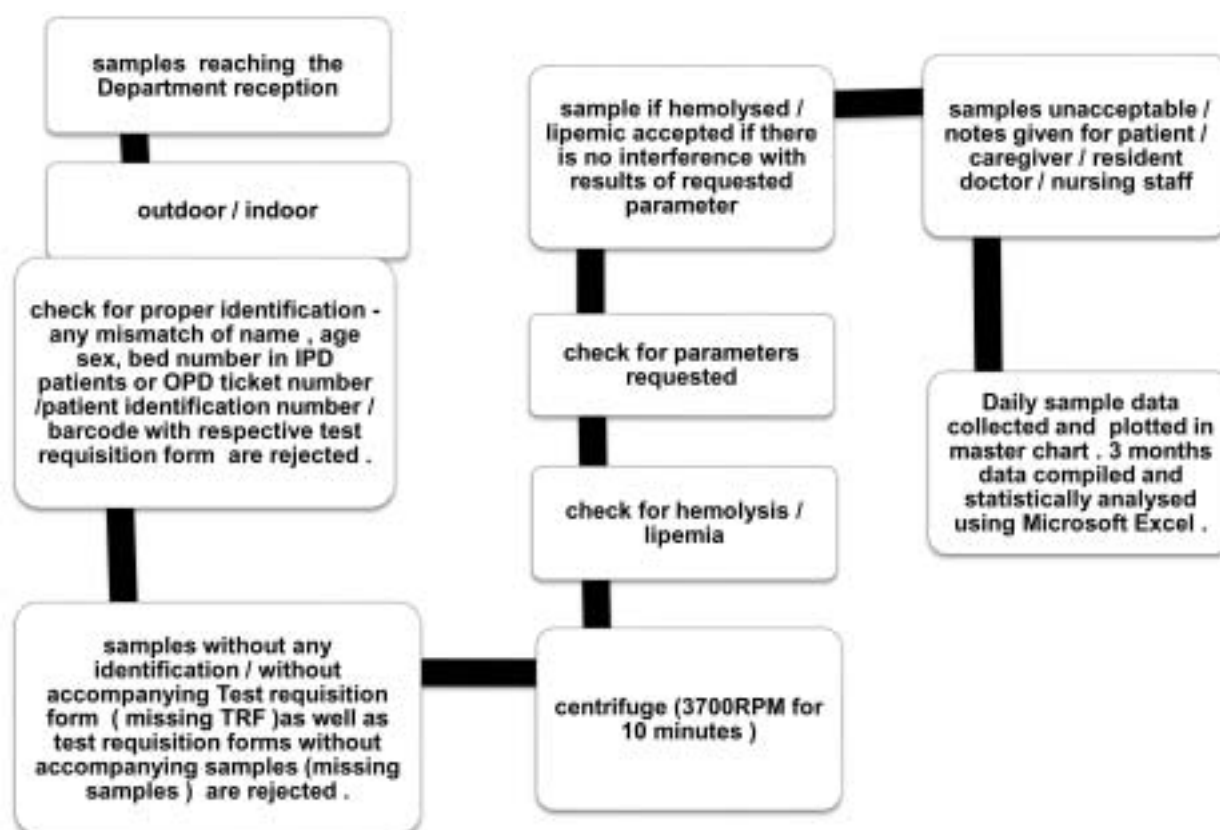 samples reaching the
Department reception
outdoor / indoor
check for proper identification -
any mismatch of name , age
sex, bed number in IPD
patients or OPD ticket number
/patient identification number /
barcode with respective test
requisition form are rejected .
samples without any
identification / without
accompanying Test requisition
form ( missing TRF )as well as
test requisition forms without
accompanying samples (missing
samples ) are rejected .
centrifuge (3700RPM for
10 minutes )
check for hemolysis /
lipemia
check for parameters
requested
sample if hemolysed /
lipemic accepted if there
is no interference with
results of requested
parameter
samples unacceptable /
notes given for patient /
caregiver / resident
doctor / nursing staff
Daily sample data
collected and plotted in
master chart . 3 months
data compiled and
statistically analysed
using Microsoft Excel .